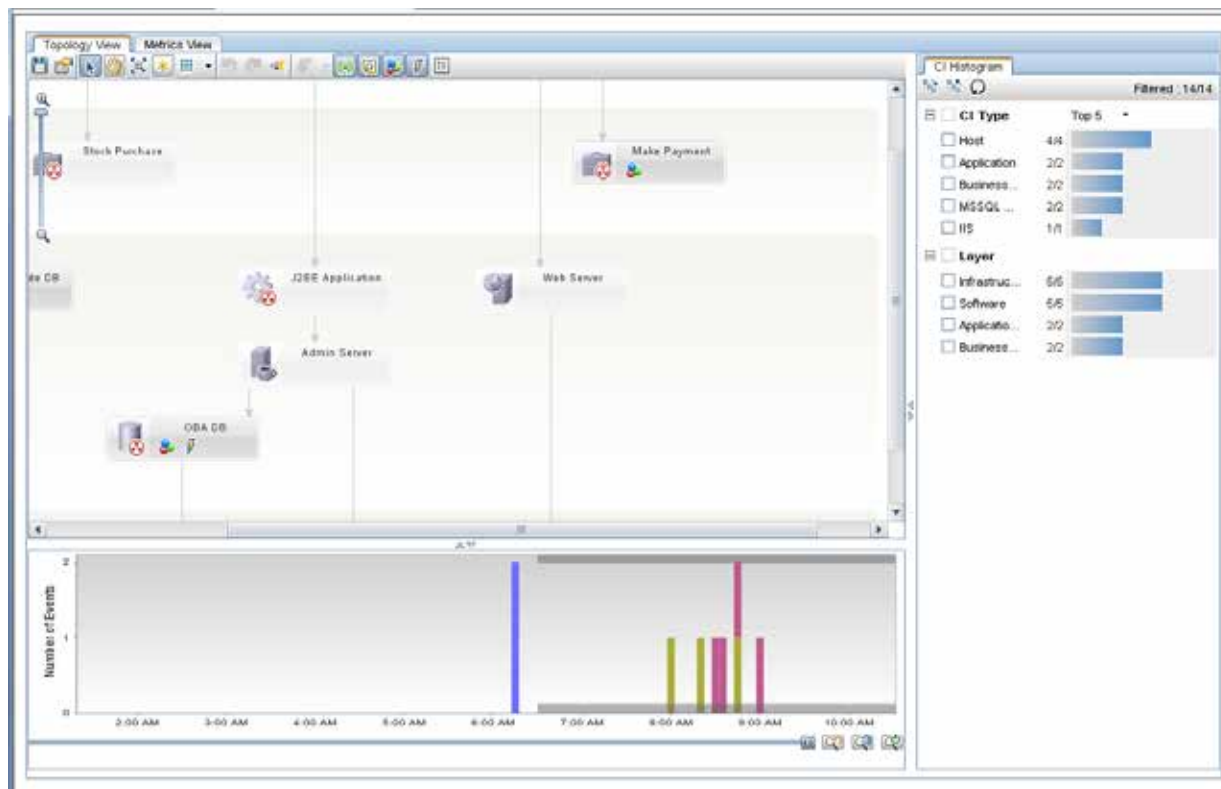 Topology View
Metrics View
CI Histogram
Filtered : 14/14
Stock Purchase
Make Payment
de DB
J2EE Application
Web Server
Admin Server
OBA DB
CI Type
Top 5
Host 4/4
Application 2/2
Business... 2/2
MSSQL ... 2/2
IIS 1/1
Layer
Infrastruc...
Software
Applicatio... 2/2
Business... 2/2
Number of Events
2
1
0
2:00 AM
3:00 AM
4:00 AM
5:00 AM
6:00 AM
7:00 AM
8:00 AM
9:00 AM
10:00 AM